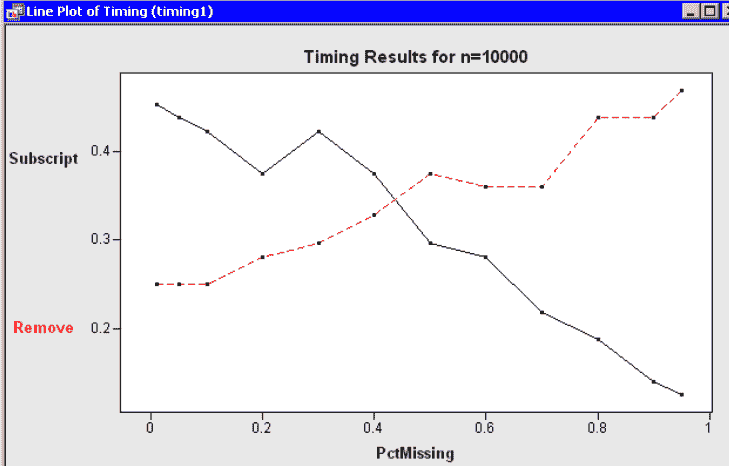 Line Plot of Timing (timing1)
Timing Results for n=10000
Subscript
Remove
0.4
0.3
0.2
0 0.2 0.4 0.6 0.8 1
PctMissing